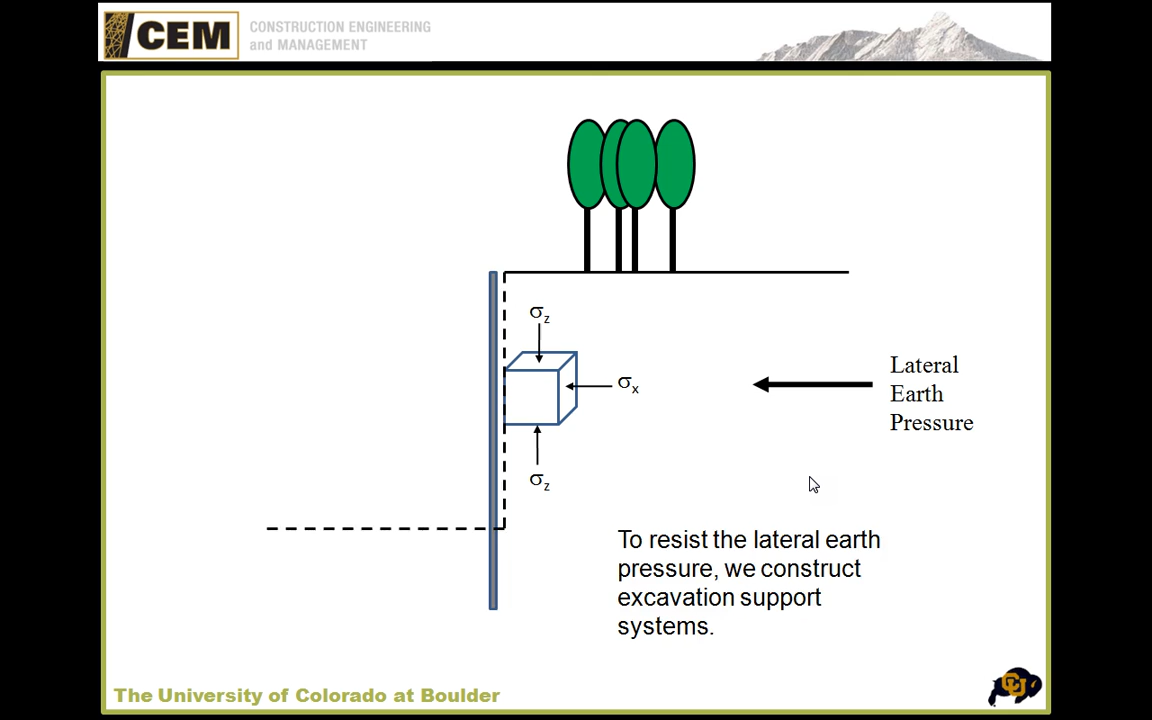 CEM
CONSTRUCTION ENGINEERING
and MANAGEMENT
σz
σx
Lateral
Earth
Pressure
σz
To resist the lateral earth
pressure, we construct
excavation support
systems.
The University of Colorado at Boulder
CU